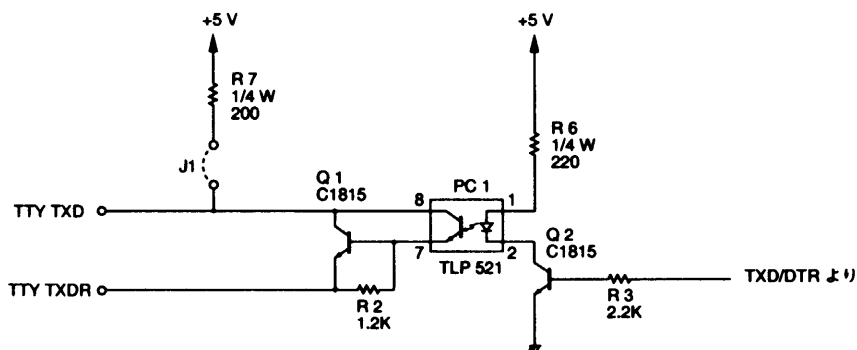 +5 V
+5 V
R 7
1/4 W
200
R 6
1/4 W
220
J1
Q 1
C1815
8
PC 1
1
TTY TXD
Q 2
C1815
7
2
TLP 521
TXD/DTR より
TTY TXDR
R 2
1.2K
R 3
2.2K